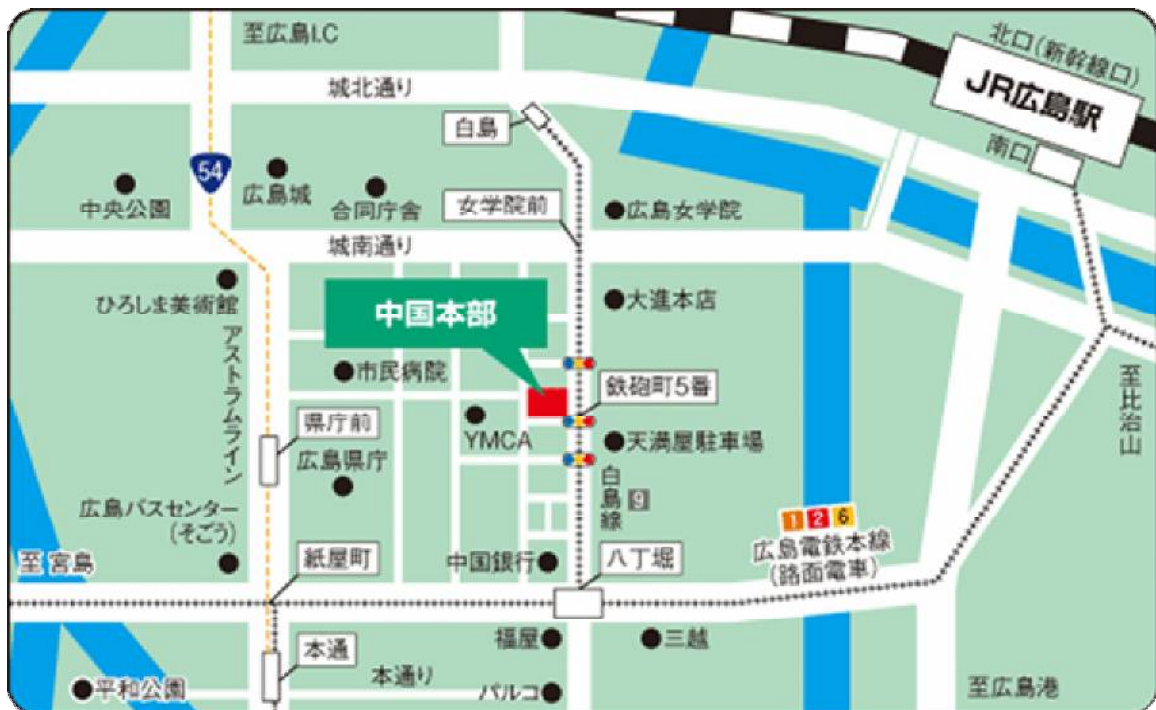 至広島I.C
北口(新幹線口)
JR広島駅
城北通り
白島
南口
54
中央公園
広島城
合同庁舎
女学院前
広島女学院
城南通り
ひろしま美術館
中国本部
大進本店
アストラムライン
市民病院
鉄砲町5番
至比治山
県庁前
YMCA
天満屋駐車場
広島県庁
白島線
9
広島バスセンター
(そごう)
1 2 6
広島電鉄本線
(路面電車)
至 宮島
紙屋町
中国銀行
八丁堀
福屋
三越
本通
本通り
平和公園
パルコ
至広島港